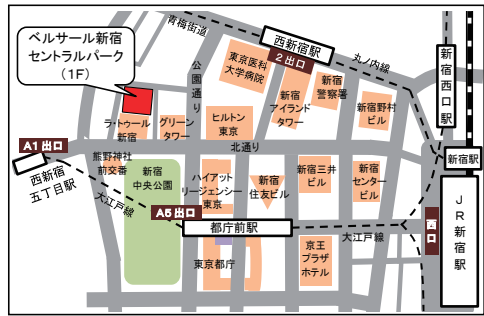 ベルサール新宿
セントラルパーク
(1F)
青梅街道
公園通り
西新宿駅
2出口
丸ノ内線
東京医科
大学病院
新宿
アイランド
タワー
新宿
警察署
新宿野村
ビル
新宿西口駅
ラ・トゥール
新宿
グリーン
タワー
ヒルトン
東京
A1出口
北通り
新宿駅
西新宿
五丁目駅
熊野神社
前交番
新宿
中央公園
ハイアット
リージェンシー
東京
新宿
住友ビル
新宿三井
ビル
新宿
センター
ビル
大江戸線
A5出口
都庁前駅
大江戸線
西口
JR新宿駅
東京都庁
京王
プラザ
ホテル